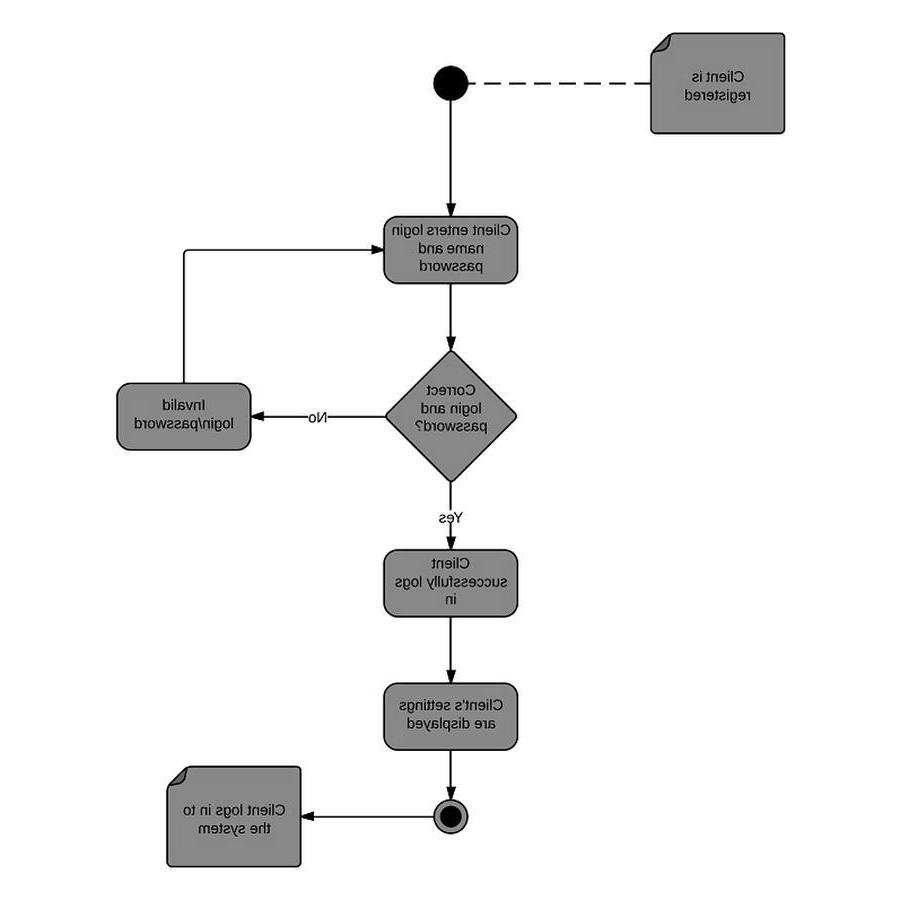 Client is
registered
Client enters login
name and
password
Correct
login and
password?
No
Invalid
login/password
Yes
Client
successfully logs
in
Client's settings
are displayed
Client logs in to
the system